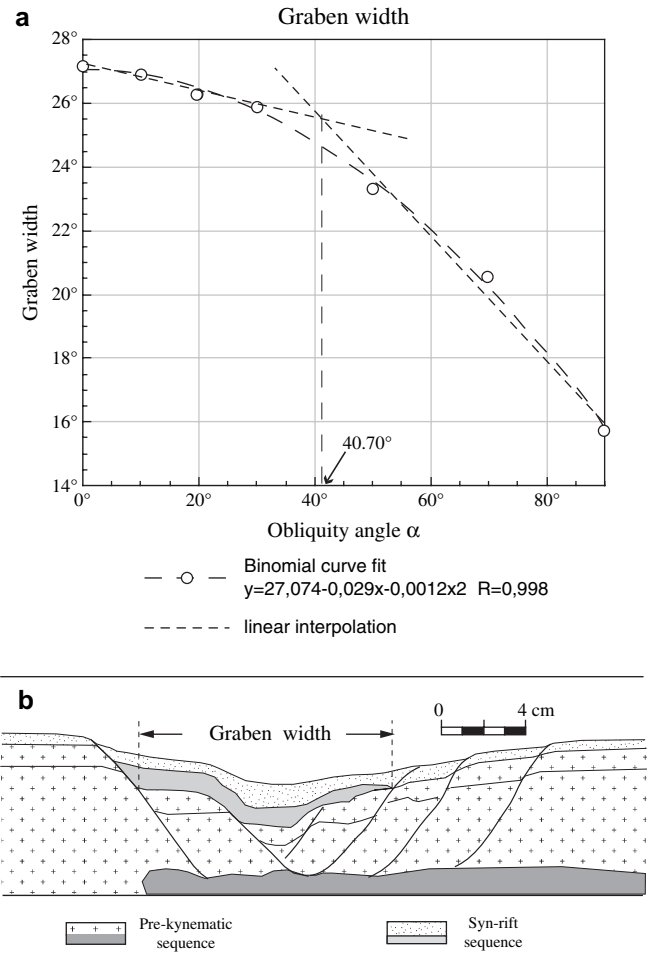 a
Graben width
28°
26°
24°
22°
20°
18°
16°
14°
Graben width
40.70°
0° 20° 40° 60° 80°
Obliquity angle α
Binomial curve fit
y=27,074-0,029x-0,0012x2 R=0,998
linear interpolation
b
0 4 cm
Graben width
Pre-kynematic
sequence
Syn-rift
sequence